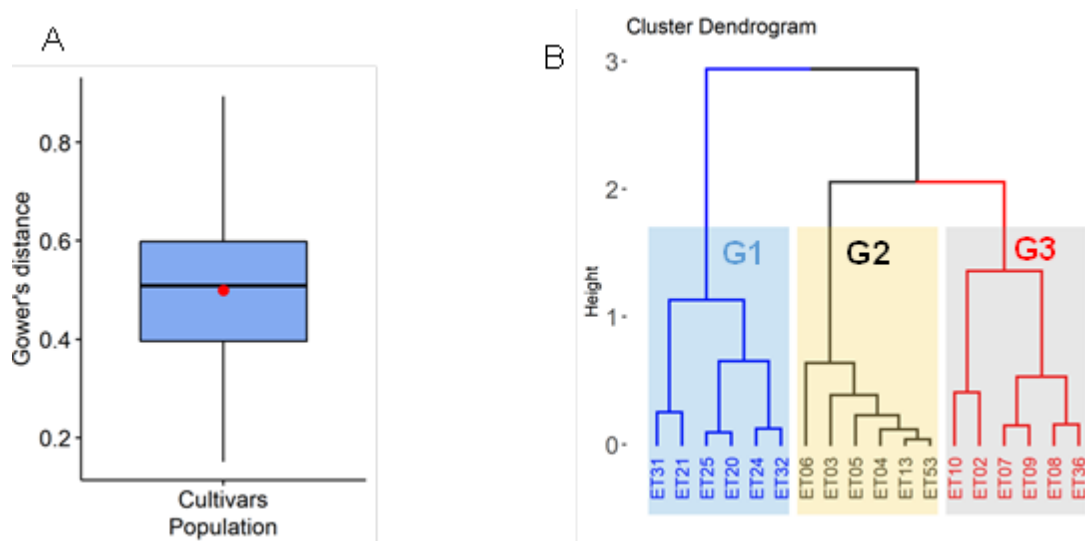 A
Gower's distance
0.8
0.6
0.4
0.2
Cultivars
Population
B
Cluster Dendrogram
Height
3
2
1
0
G1
G2
G3
ET31
ET21
ET25
ET20
ET24
ET32
ET06
ET03
ET05
ET04
ET13
ET53
ET10
ET02
ET07
ET09
ET08
ET36